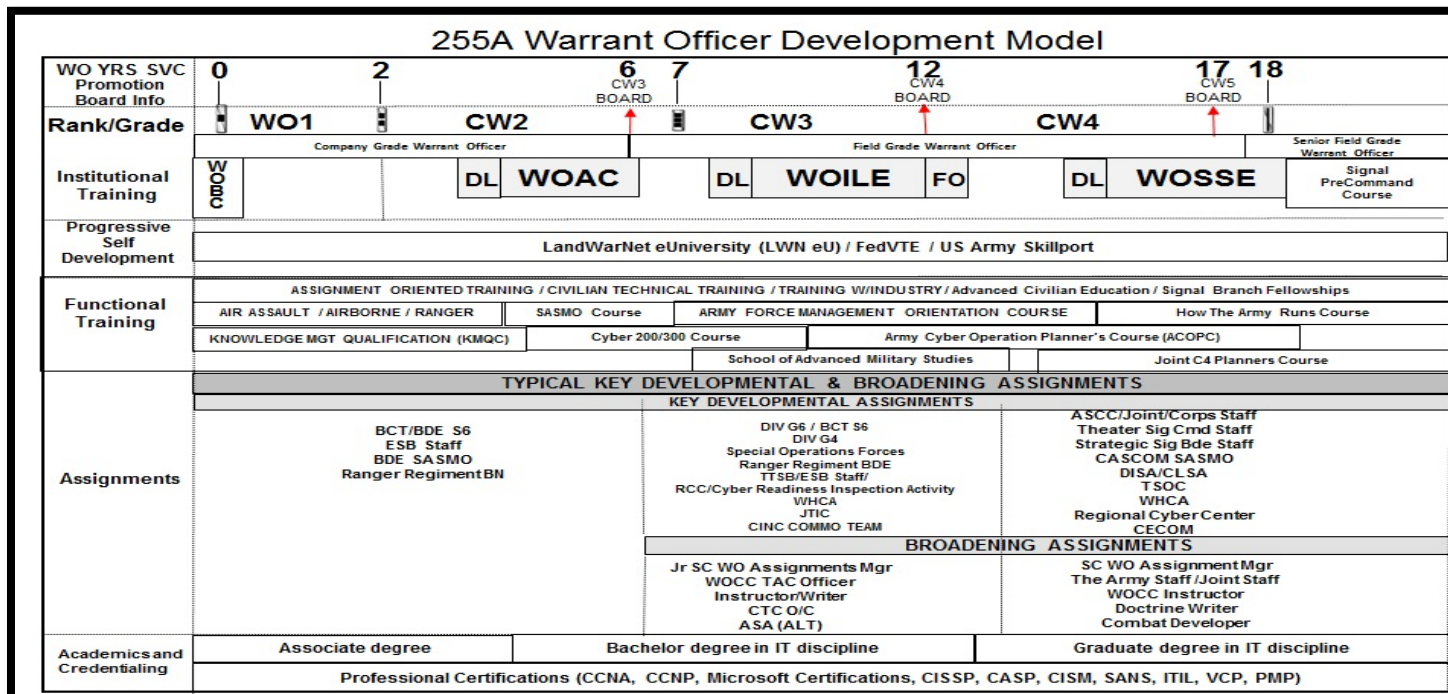 255A Warrant Officer Development Model
WO YRS SVC 0 2 6 7 12 17 18
Promotion CW3 CW4 CW5
Board Info BOARD BOARD BOARD
Rank/Grade WO1 CW2 CW3 CW4
Company Grade Warrant Officer Field Grade Warrant Officer Senior Field Grade
Warrant Officer
Institutional
Training
WOBC
DL WOAC DL WOILE FO DL WOSSE
Signal
PreCommand
Course
Progressive
Self
Development
LandWarNet eUniversity (LWN eU) / FedVTE / US Army Skillport
Functional
Training
ASSIGNMENT ORIENTED TRAINING / CIVILIAN TECHNICAL TRAINING / TRAINING W/INDUSTRY / Advanced Civilian Education / Signal Branch Fellowships
AIR ASSAULT / AIRBORNE / RANGER SASMO Course ARMY FORCE MANAGEMENT ORIENTATION COURSE How The Army Runs Course
KNOWLEDGE MGT QUALIFICATION (KMQC) Cyber 200/300 Course Army Cyber Operation Planner's Course (ACOPC)
School of Advanced Military Studies Joint C4 Planners Course
Assignments
TYPICAL KEY DEVELOPMENTAL & BROADENING ASSIGNMENTS
KEY DEVELOPMENTAL ASSIGNMENTS
BCT/BDE S6
ESB Staff
BDE SASMO
Ranger Regiment BN
DIV G6 / BCT S6
DIV G4
Special Operations Forces
Ranger Regiment BDE
TTSB/ESB Staff/
RCC/Cyber Readiness Inspection Activity
WHCA
JTIC
CINC COMMO TEAM
ASCC/Joint/Corps Staff
Theater Sig Cmd Staff
Strategic Sig Bde Staff
CASCOM SASMO
DISA/CLSA
TSOC
WHCA
Regional Cyber Center
CECOM
BROADENING ASSIGNMENTS
Jr SC WO Assignments Mgr
WOCC TAC Officer
Instructor/Writer
CTC O/C
ASA (ALT)
SC WO Assignment Mgr
The Army Staff /Joint Staff
WOCC Instructor
Doctrine Writer
Combat Developer
Academics and
Credentialing
Associate degree Bachelor degree in IT discipline Graduate degree in IT discipline
Professional Certifications (CCNA, CCNP, Microsoft Certifications, CISSP, CASP, CISM, SANS, ITIL, VCP, PMP)